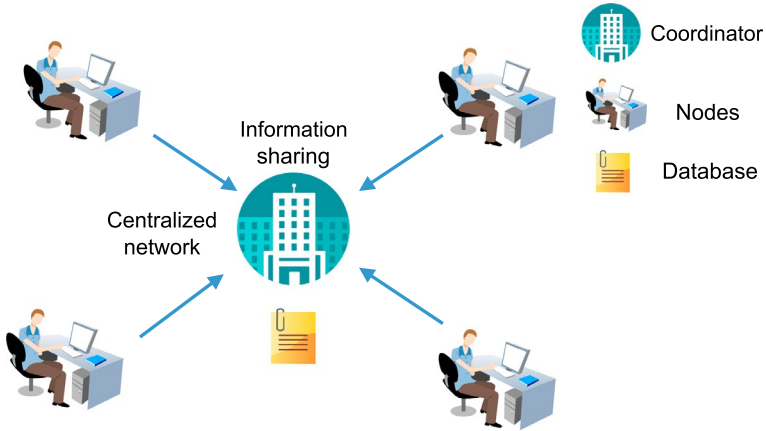 Coordinator
Nodes
Database
Information
sharing
Centralized
network